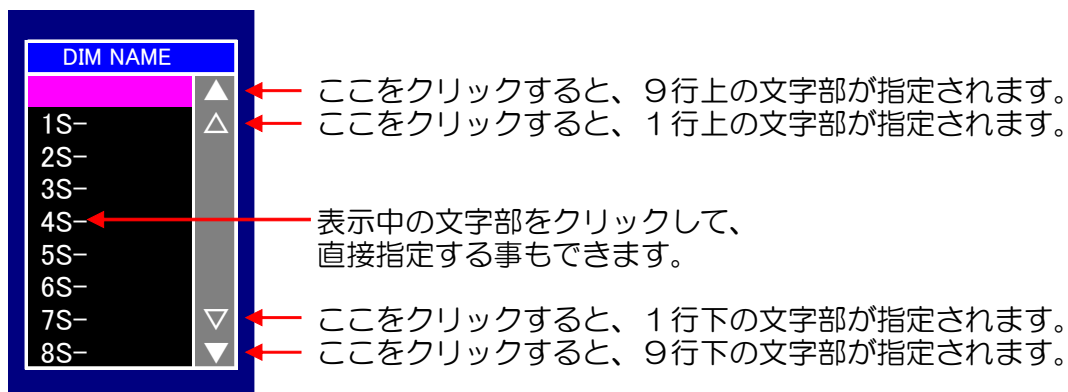 DIM NAME
▲ ここをクリックすると、9行上の文字部が指定されます。
1S- △ ここをクリックすると、1行上の文字部が指定されます。
2S-
3S-
4S- 表示中の文字部をクリックして、
5S- 直接指定する事もできます。
6S-
7S- ▽ ここをクリックすると、1行下の文字部が指定されます。
8S- ▼ ここをクリックすると、9行下の文字部が指定されます。